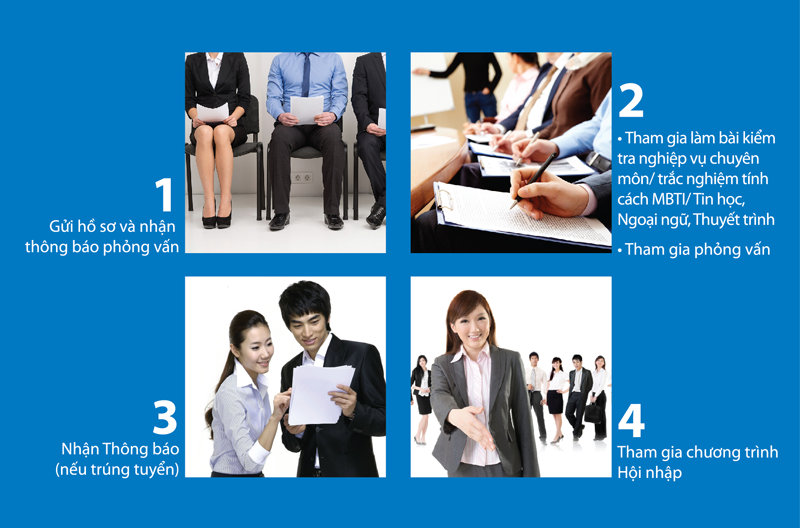 1
Gửi hồ sơ và nhận
thông báo phỏng vấn
2
• Tham gia làm bài kiểm
tra nghiệp vụ chuyên
môn/ trắc nghiệm tính
cách MBTI/ Tin học,
Ngoại ngữ, Thuyết trình
• Tham gia phỏng vấn
3
Nhận Thông báo
(nếu trúng tuyển)
4
Tham gia chương trình
Hội nhập